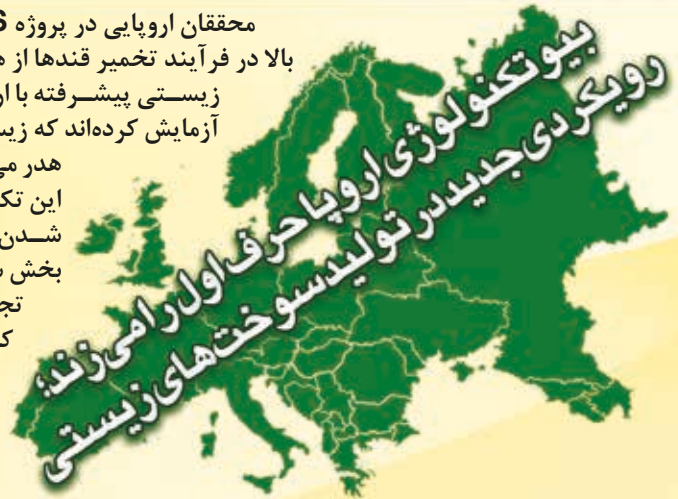 محققان اروپایی در پروژه
بالا در فرآیند تخمیر قندها از
زیستی پیشرفته با
آزمایش کرده‌اند که
هدر
این
شدن
بخش
بیوتکنولوژی اروپا حرف اول را می‌زند؛
رویکردی جدید در تولید سوخت‌های زیستی